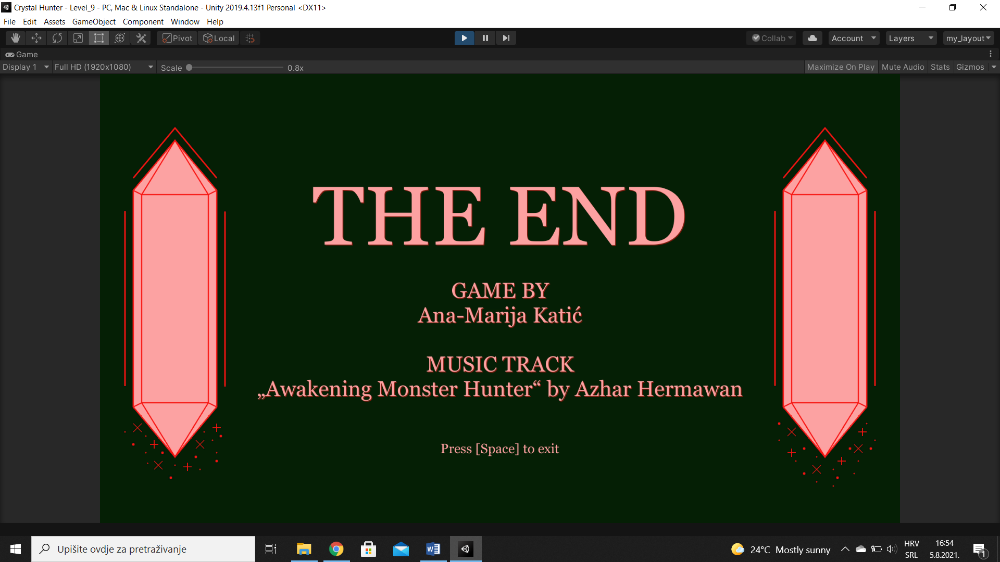 Crystal Hunter - Level_9 - PC, Mac & Linux Standalone - Unity 2019.4.13f1 Personal <DX11>
File Edit Assets GameObject Component Window Help
Pivot Local Collab Account Layers my_layout
Game
Display 1 Full HD (1920x1080) Scale 0.8x Maximize On Play Mute Audio Stats Gizmos
THE END
GAME BY
Ana-Marija Katić
MUSIC TRACK
„Awakening Monster Hunter“ by Azhar Hermawan
Press [Space] to exit
Upišite ovdje za pretraživanje
24°C Mostly sunny
HRV
SRL
16:54
5.8.2021.
1